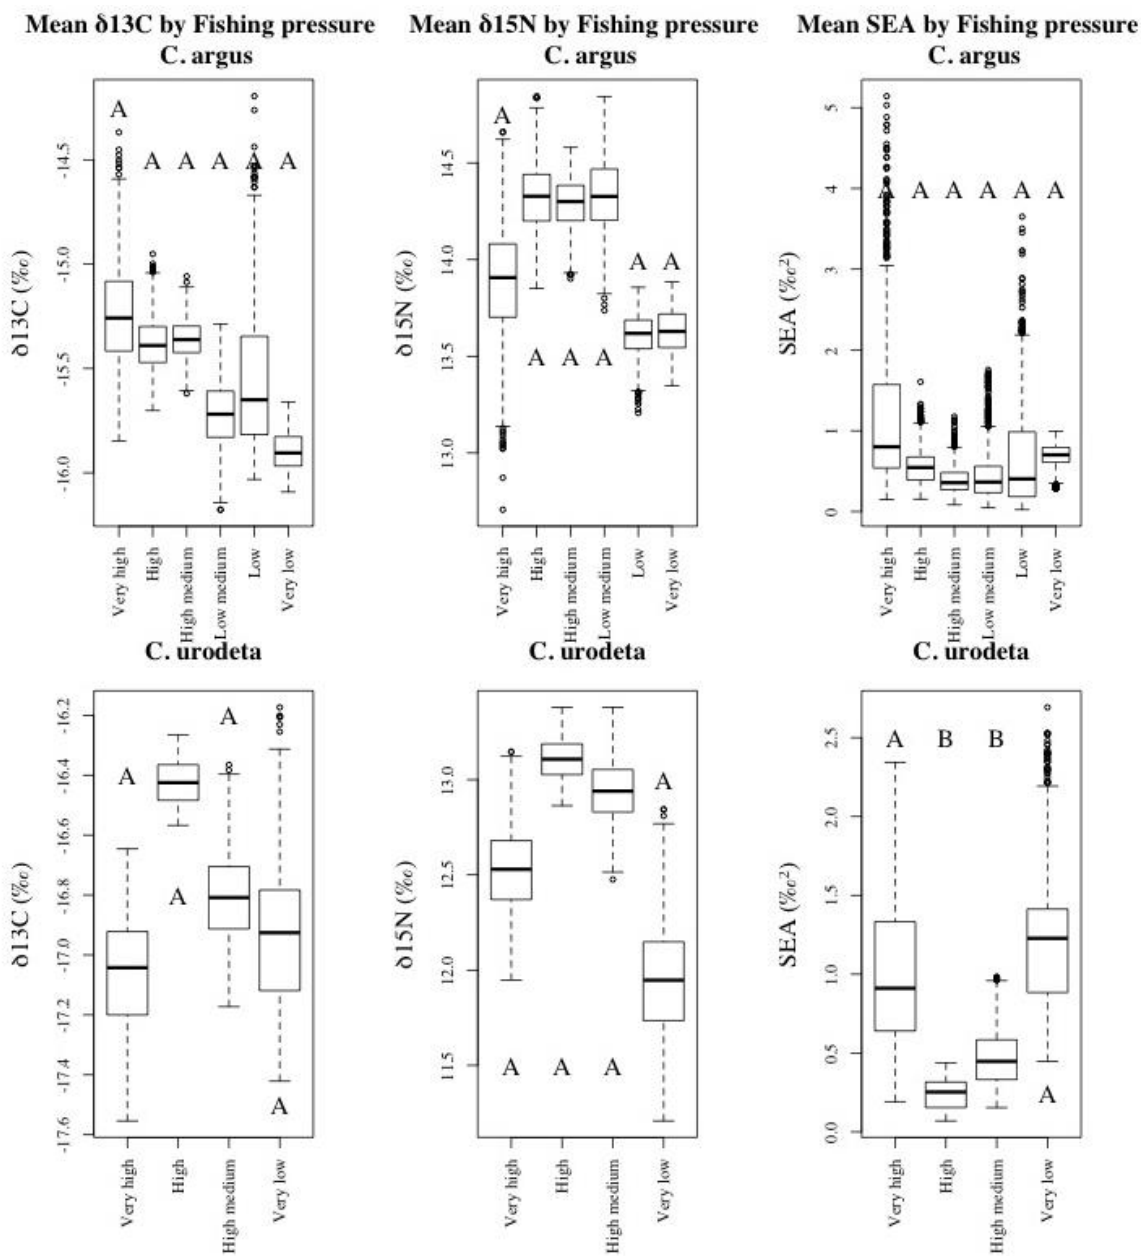 Mean δ13C by Fishing pressure
C. argus
δ13C (‰)
-14.5
-15.0
-15.5
-16.0
A
A
A
A
A
A
Very high
High
High medium
Low medium
Low
Very low
Mean δ15N by Fishing pressure
C. argus
δ15N (‰)
14.5
14.0
13.5
13.0
A
A
A
A
A
A
Very high
High
High medium
Low medium
Low
Very low
Mean SEA by Fishing pressure
C. argus
SEA (‰²)
5
4
3
2
1
0
A
A
A
A
A
A
Very high
High
High medium
Low medium
Low
Very low
C. urodeta
δ13C (‰)
-16.2
-16.4
-16.6
-16.8
-17.0
-17.2
-17.4
-17.6
A
A
A
A
Very high
High
High medium
Very low
C. urodeta
δ15N (‰)
13.0
12.5
12.0
11.5
A
A
A
A
Very high
High
High medium
Very low
C. urodeta
SEA (‰²)
2.5
2.0
1.5
1.0
0.5
0.0
A
B
B
A
Very high
High
High medium
Very low